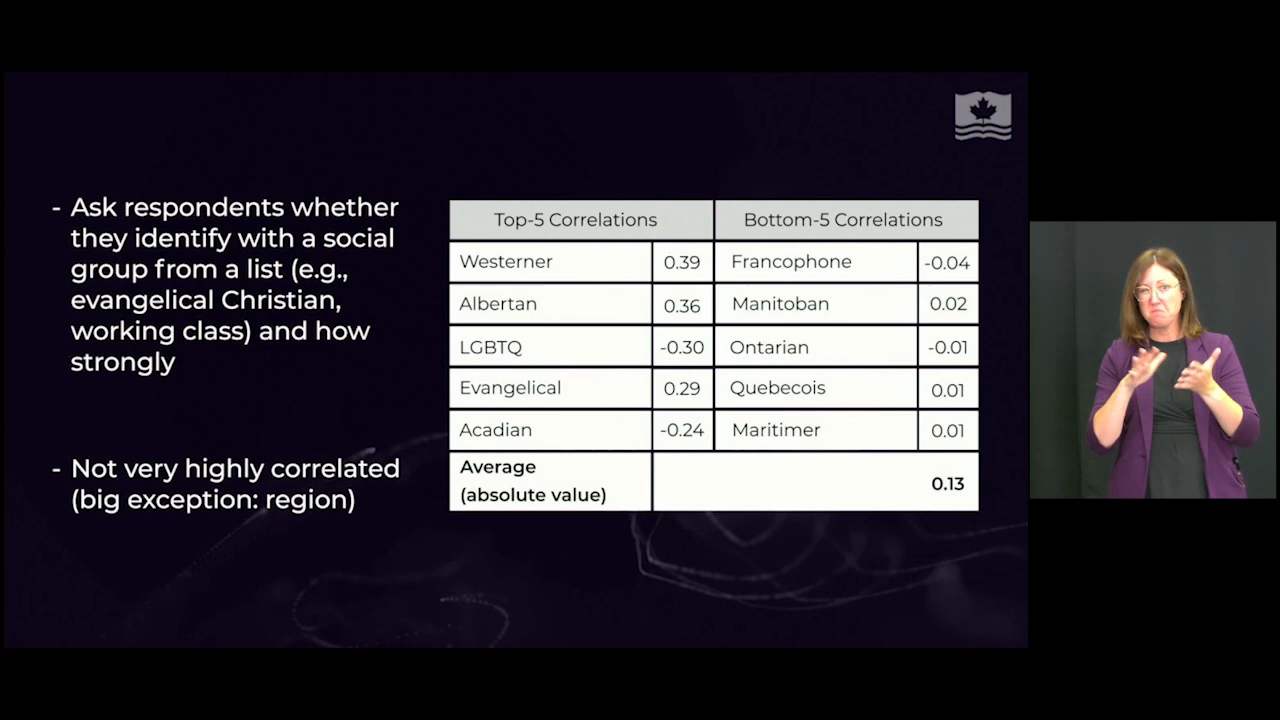 - Ask respondents whether
they identify with a social
group from a list (e.g.,
evangelical Christian,
working class) and how
strongly
- Not very highly correlated
(big exception: region)
Top-5 Correlations Bottom-5 Correlations
Westerner 0.39 Francophone -0.04
Albertan 0.36 Manitoban 0.02
LGBTQ -0.30 Ontarian -0.01
Evangelical 0.29 Quebecois 0.01
Acadian -0.24 Maritimer 0.01
Average
(absolute value) 0.13